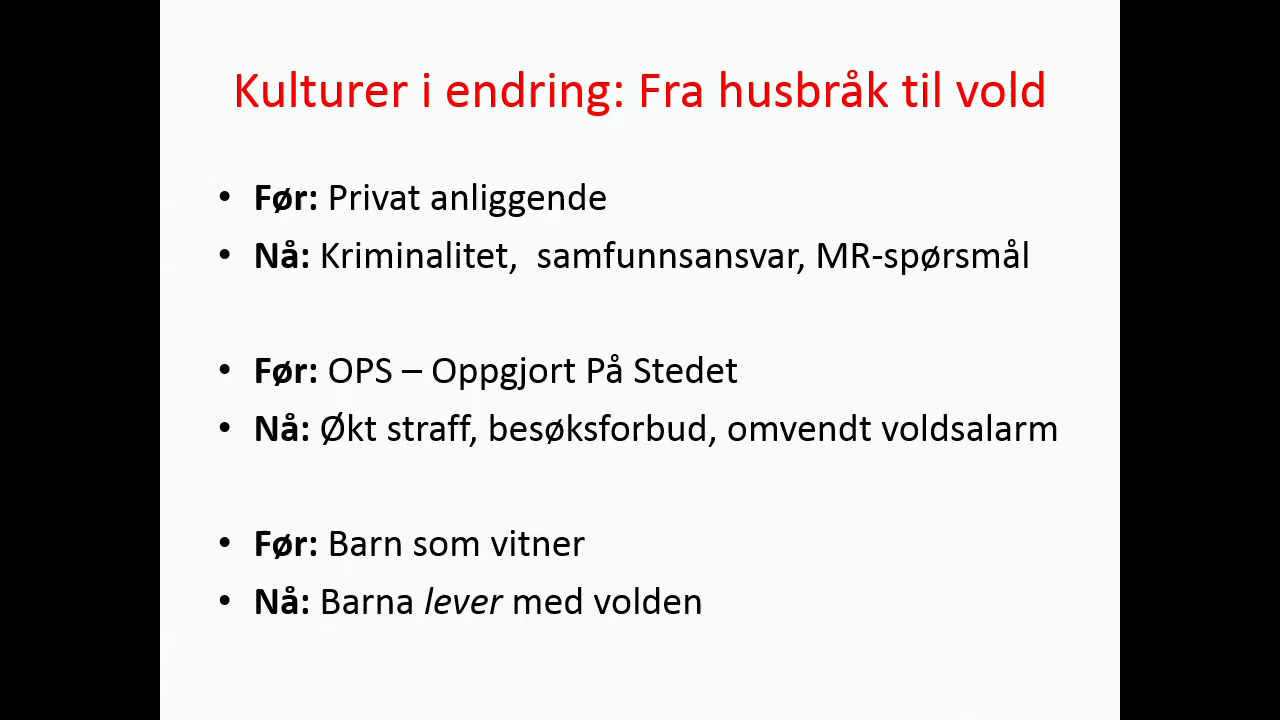 Kulturer i endring: Fra husbråk til vold
• Før: Privat anliggende
• Nå: Kriminalitet,  samfunnsansvar, MR-spørsmål
• Før: OPS – Oppgjort På Stedet
• Nå: Økt straff, besøksforbud, omvendt voldsalarm
• Før: Barn som vitner
• Nå: Barna lever med volden